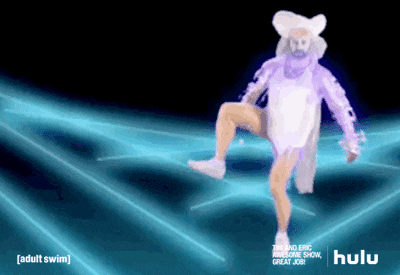 [adult swim]
TIM AND ERIC
AWESOME SHOW,
GREAT JOB!
hulu